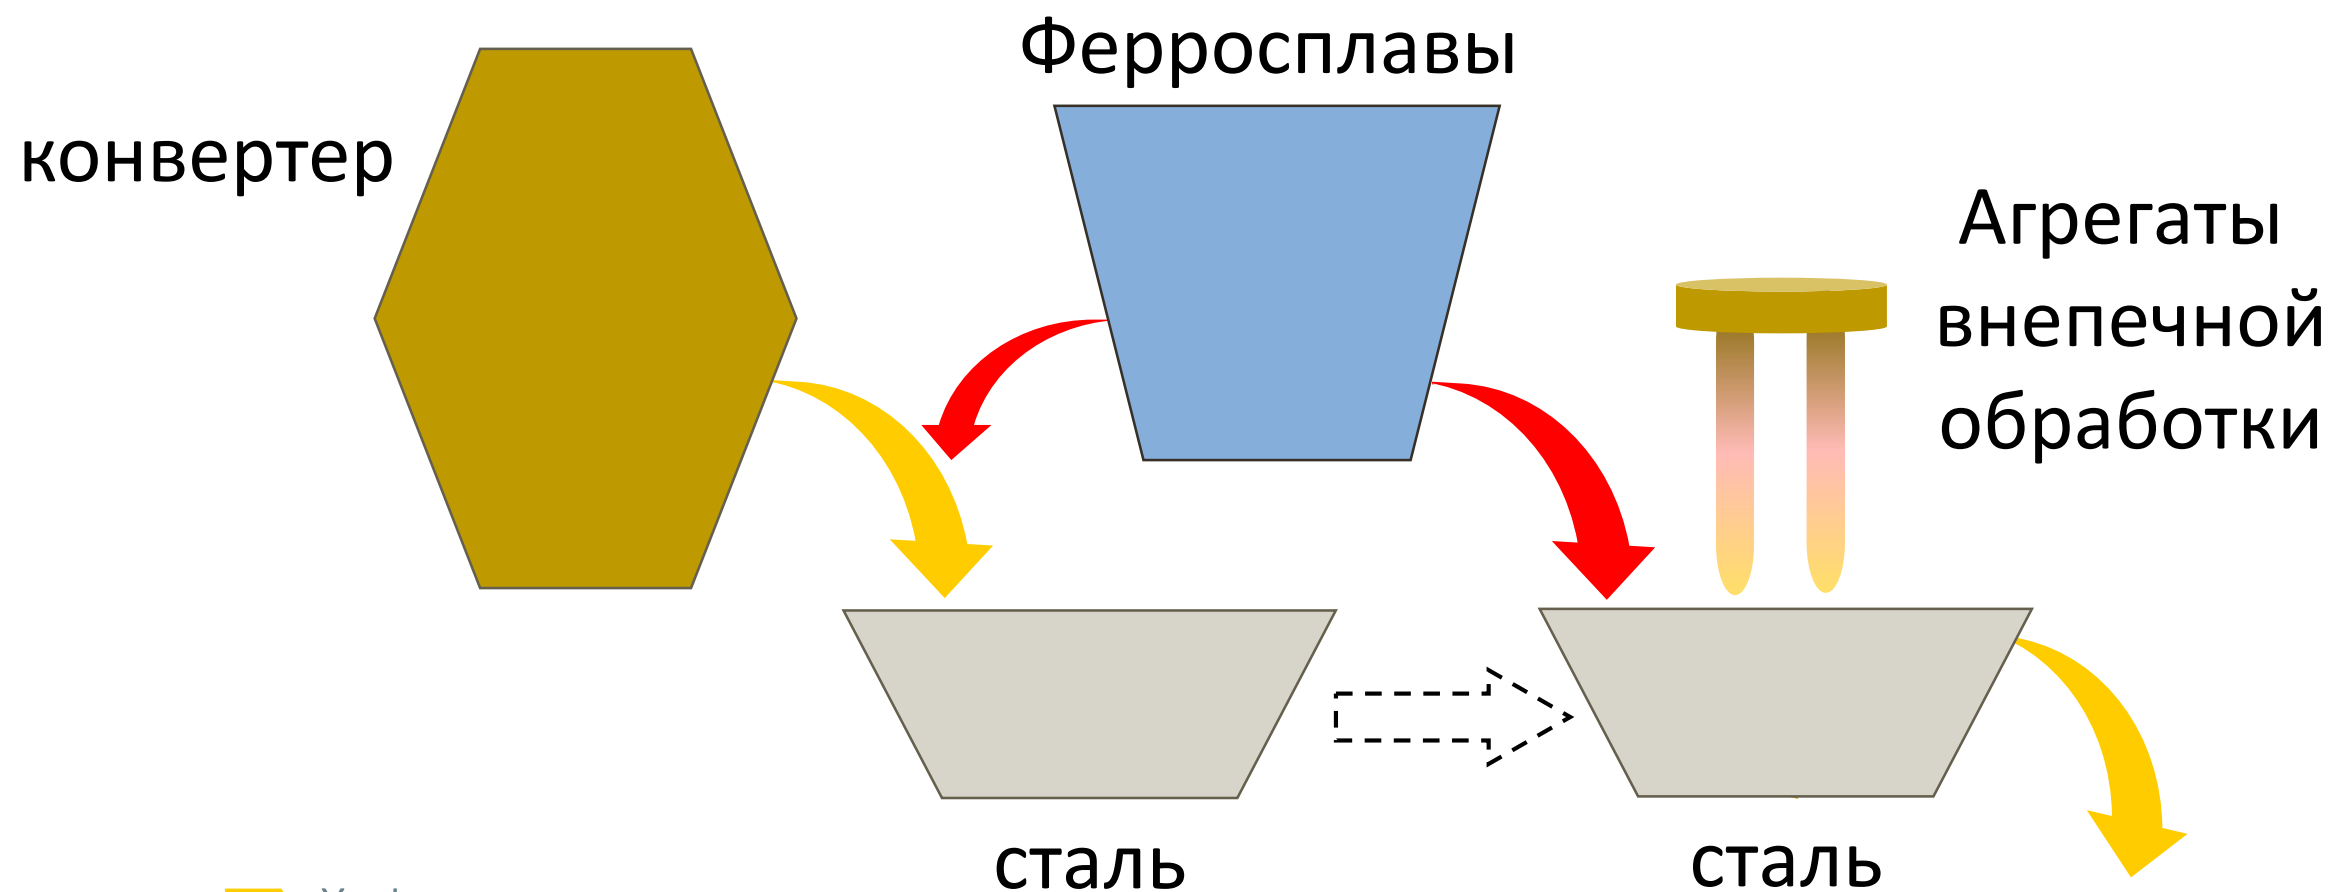 Ферросплавы
конвертер
Агрегаты
внепечной
обработки
сталь
сталь